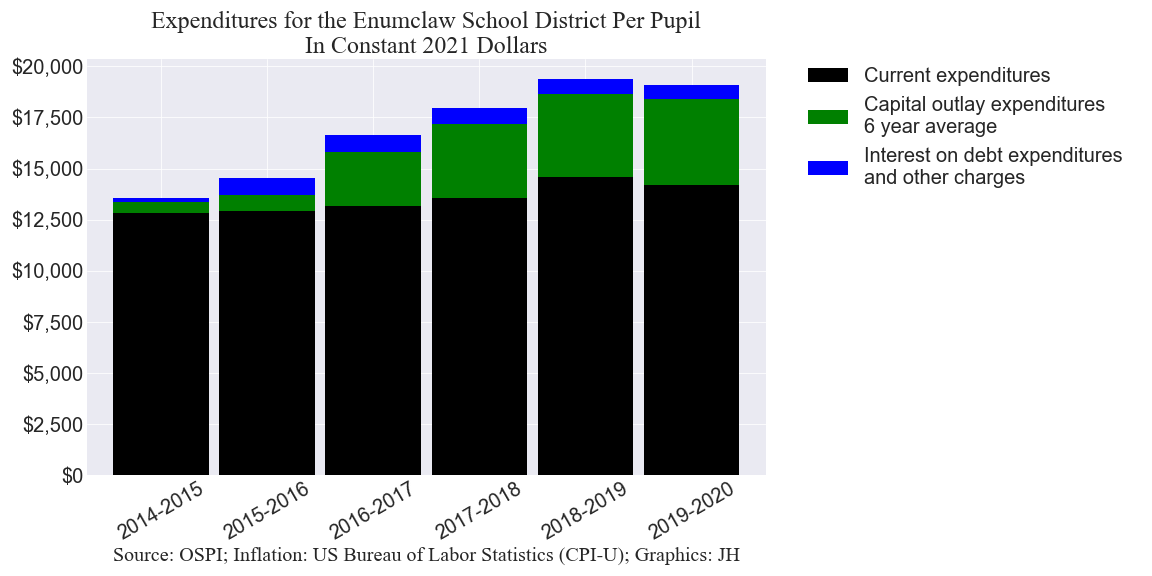 Expenditures for the Enumclaw School District Per Pupil
In Constant 2021 Dollars
$20,000
$17,500
$15,000
$12,500
$10,000
$7,500
$5,000
$2,500
$0
2014-2015
2015-2016
2016-2017
2017-2018
2018-2019
2019-2020
Current expenditures
Capital outlay expenditures
6 year average
Interest on debt expenditures
and other charges
Source: OSPI; Inflation: US Bureau of Labor Statistics (CPI-U); Graphics: JH